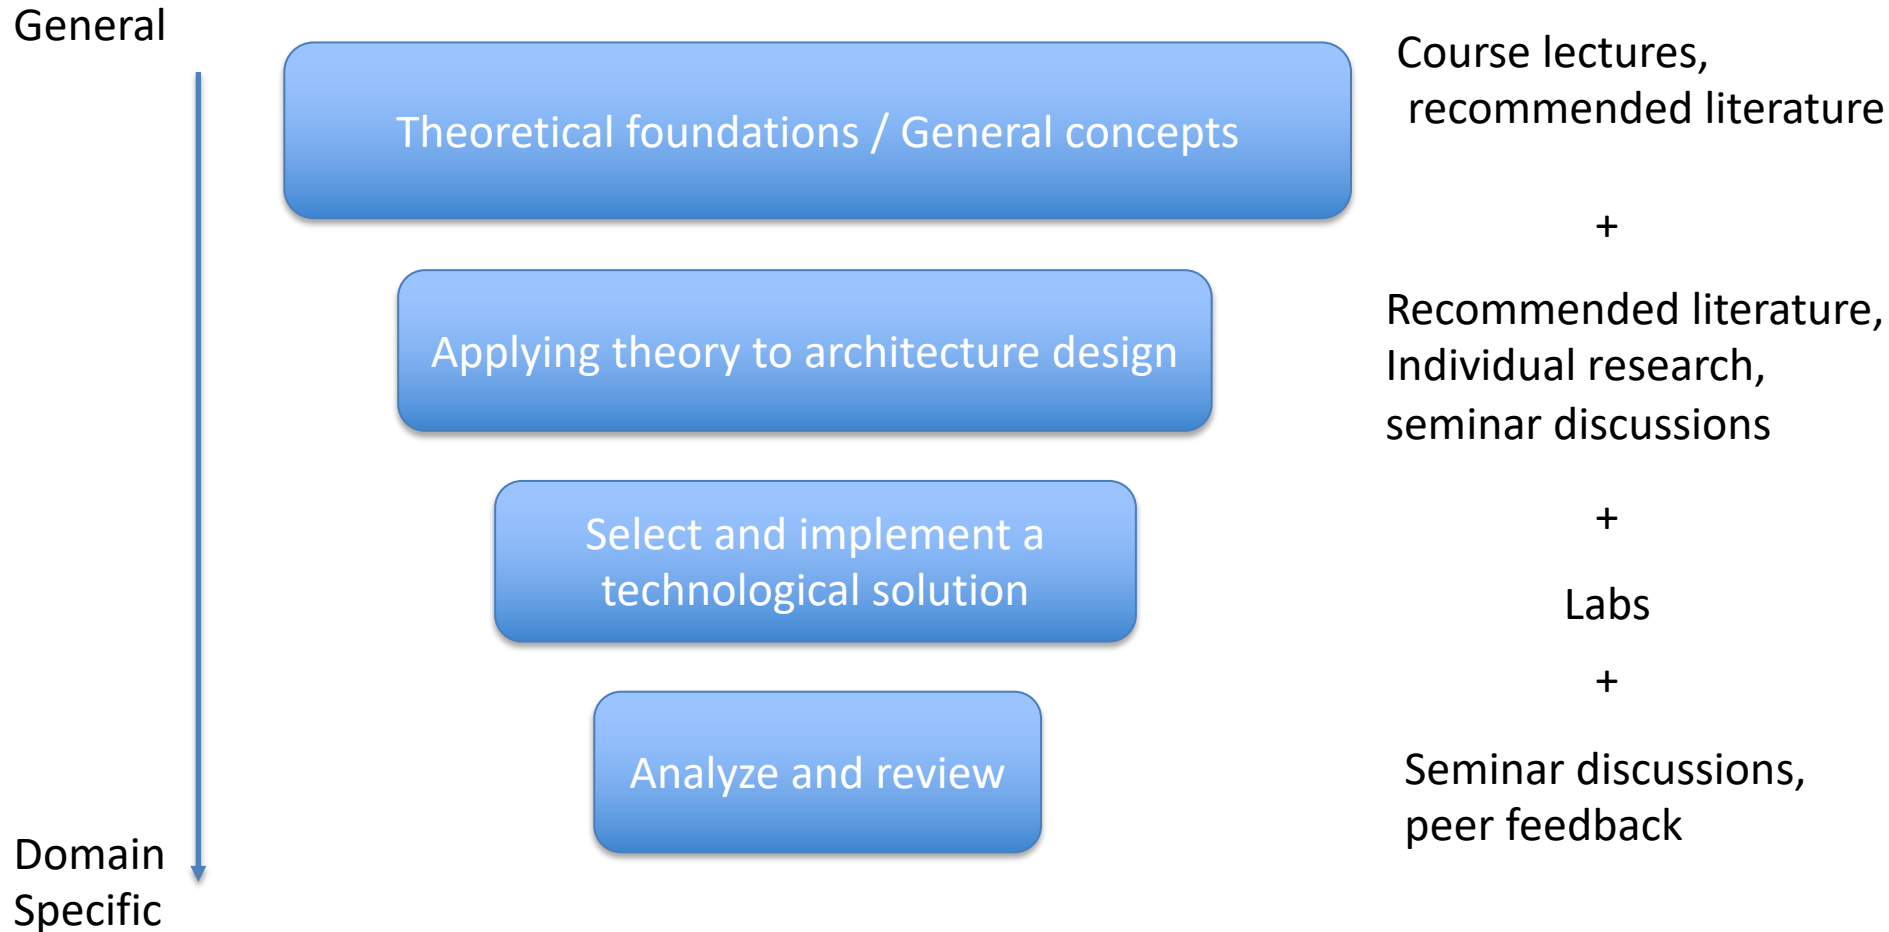 General
Theoretical foundations / General concepts
Course lectures,
recommended literature
+
Applying theory to architecture design
Recommended literature,
Individual research,
seminar discussions
+
Select and implement a
technological solution
Labs
+
Analyze and review
Seminar discussions,
peer feedback
Domain
Specific